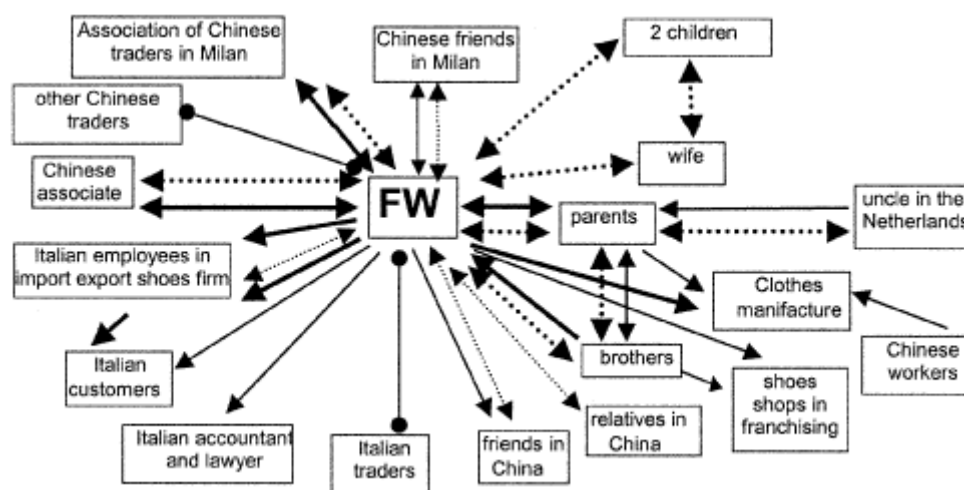 Association of Chinese
traders in Milan
Chinese friends
in Milan
2 children
other Chinese
traders
wife
Chinese
associate
FW
parents
uncle in the
Netherlands
Italian employees in
import export shoes firm
Clothes
manifacture
Italian
customers
brothers
Chinese
workers
shoes
shops in
franchising
Italian accountant
and lawyer
Italian
traders
friends in
China
relatives in
China